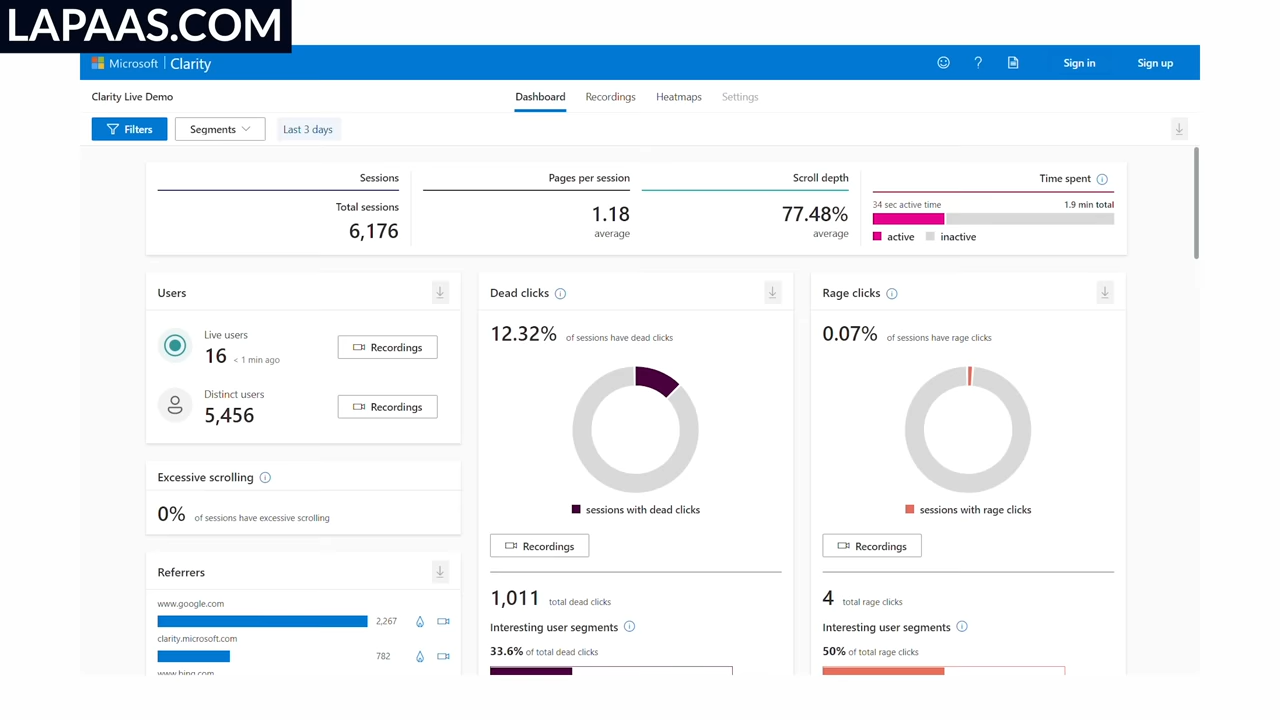 LAPAAS.COM
Microsoft | Clarity
? Sign in Sign up
Clarity Live Demo
Dashboard Recordings Heatmaps Settings
Filters Segments Last 3 days
Sessions
Total sessions
6,176
Pages per session
1.18
average
Scroll depth
77.48%
average
Time spent
34 sec active time 1.9 min total
active inactive
Users
Live users
16 < 1 min ago
Recordings
Distinct users
5,456
Recordings
Excessive scrolling
0% of sessions have excessive scrolling
Referrers
www.google.com
2,267
clarity.microsoft.com
782
www.bing.com
Dead clicks
12.32% of sessions have dead clicks
sessions with dead clicks
Recordings
1,011 total dead clicks
Interesting user segments
33.6% of total dead clicks
Rage clicks
0.07% of sessions have rage clicks
sessions with rage clicks
Recordings
4 total rage clicks
Interesting user segments
50% of total rage clicks